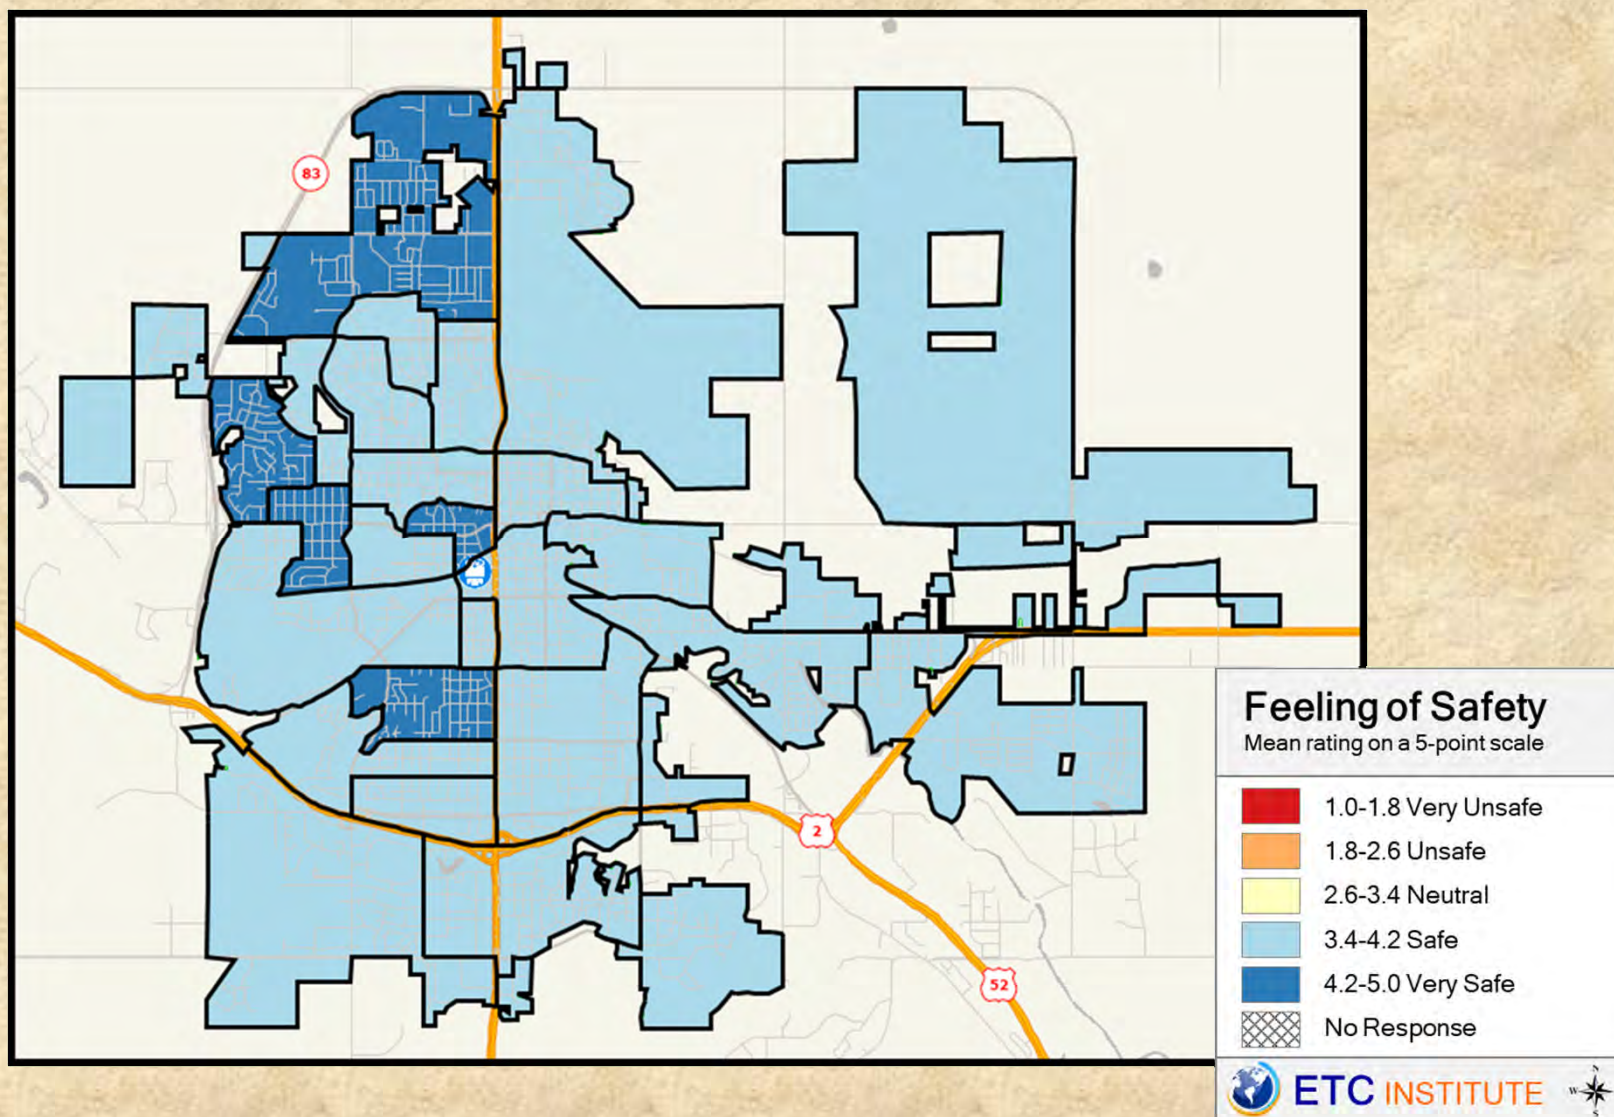 83
2
52
Feeling of Safety
Mean rating on a 5-point scale
1.0-1.8 Very Unsafe
1.8-2.6 Unsafe
2.6-3.4 Neutral
3.4-4.2 Safe
4.2-5.0 Very Safe
No Response
ETC INSTITUTE
N
W
S